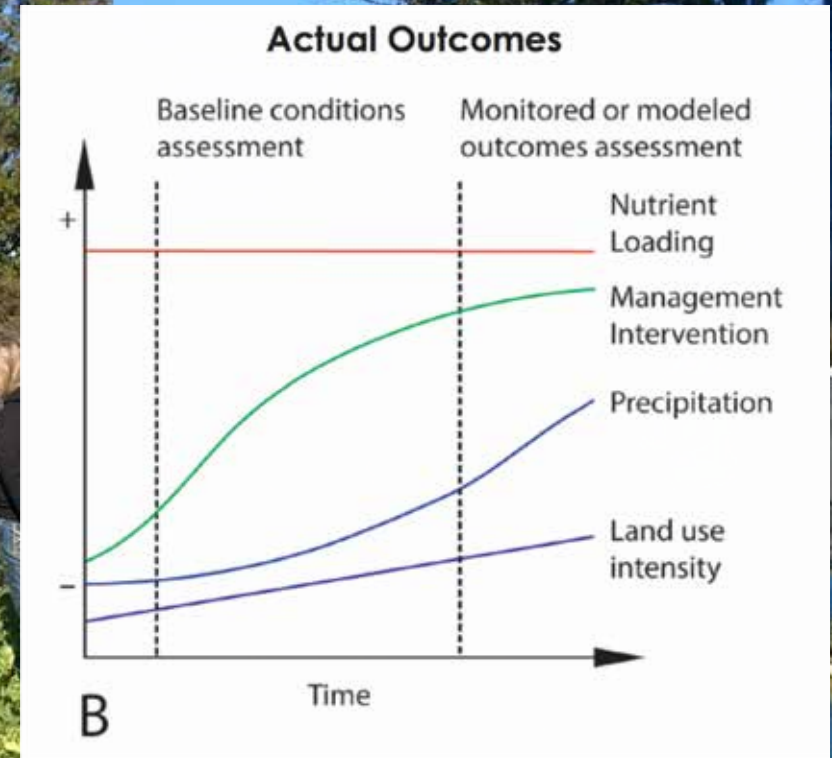 Actual Outcomes
Baseline conditions
assessment
Monitored or modeled
outcomes assessment
+
Nutrient
Loading
Management
Intervention
Precipitation
Land use
intensity
–
Time
B